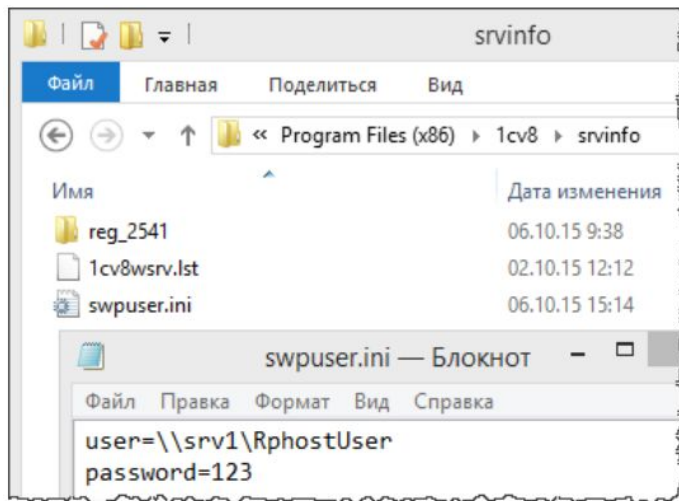 srvinfo
Файл Главная Поделиться Вид
« Program Files (x86) 1cv8 srvinfo
Имя Дата изменения
reg_2541 06.10.15 9:38
1cv8wsrv.lst 02.10.15 12:12
swpuser.ini 06.10.15 15:14
swpuser.ini — Блокнот
Файл Правка Формат Вид Справка
user=\\srv1\RphostUser
password=123